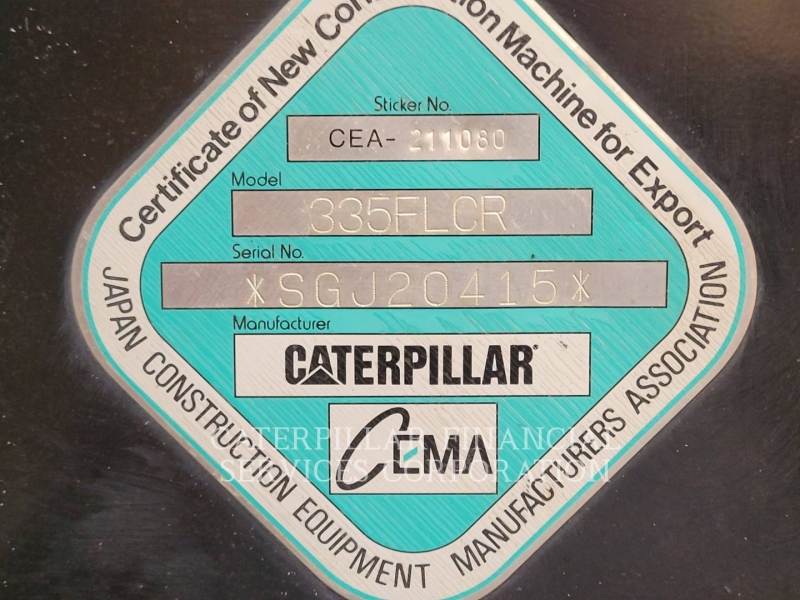 Certificate of New Construction Machine for Export
Sticker No.
CEA- 211080
Model
335FLCR
Serial No.
*SGJ20415*
Manufacturer
CATERPILLAR
CEMA
JAPAN CONSTRUCTION EQUIPMENT MANUFACTURERS ASSOCIATION
CATERPILLAR FINANCIAL
SERVICES CORPORATION